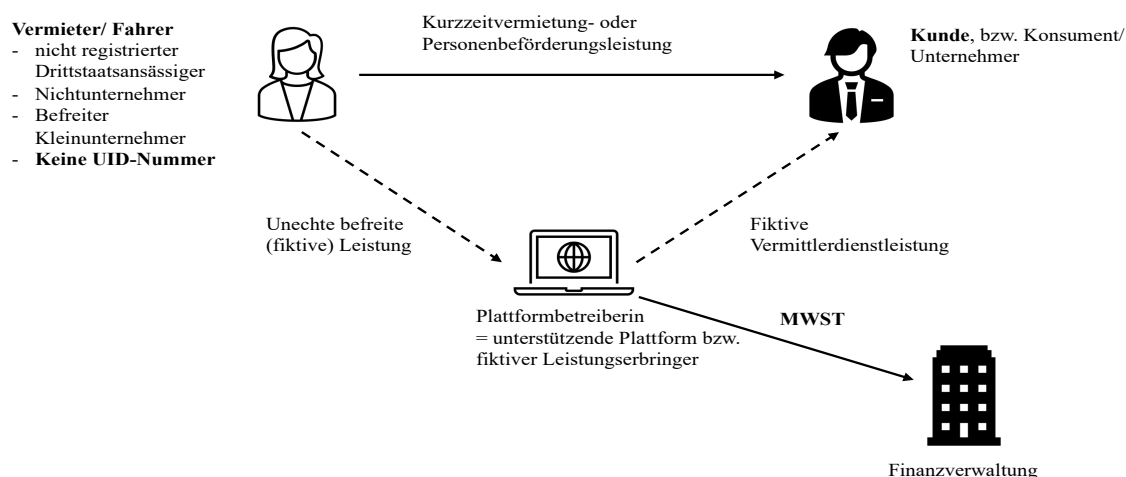 Vermieter/ Fahrer
- nicht registrierter
Drittstaatsansässiger
- Nichtunternehmer
- Befreiter
Kleinunternehmer
- Keine UID-Nummer
Kurzzeitvermietung- oder
Personenbeförderungsleistung
Kunde, bzw. Konsument/
Unternehmer
Unechte befreite
(fiktive) Leistung
Fiktive
Vermittlerdienstleistung
Plattformbetreiberin
= unterstützende Plattform bzw.
fiktiver Leistungserbringer
MWST
Finanzverwaltung